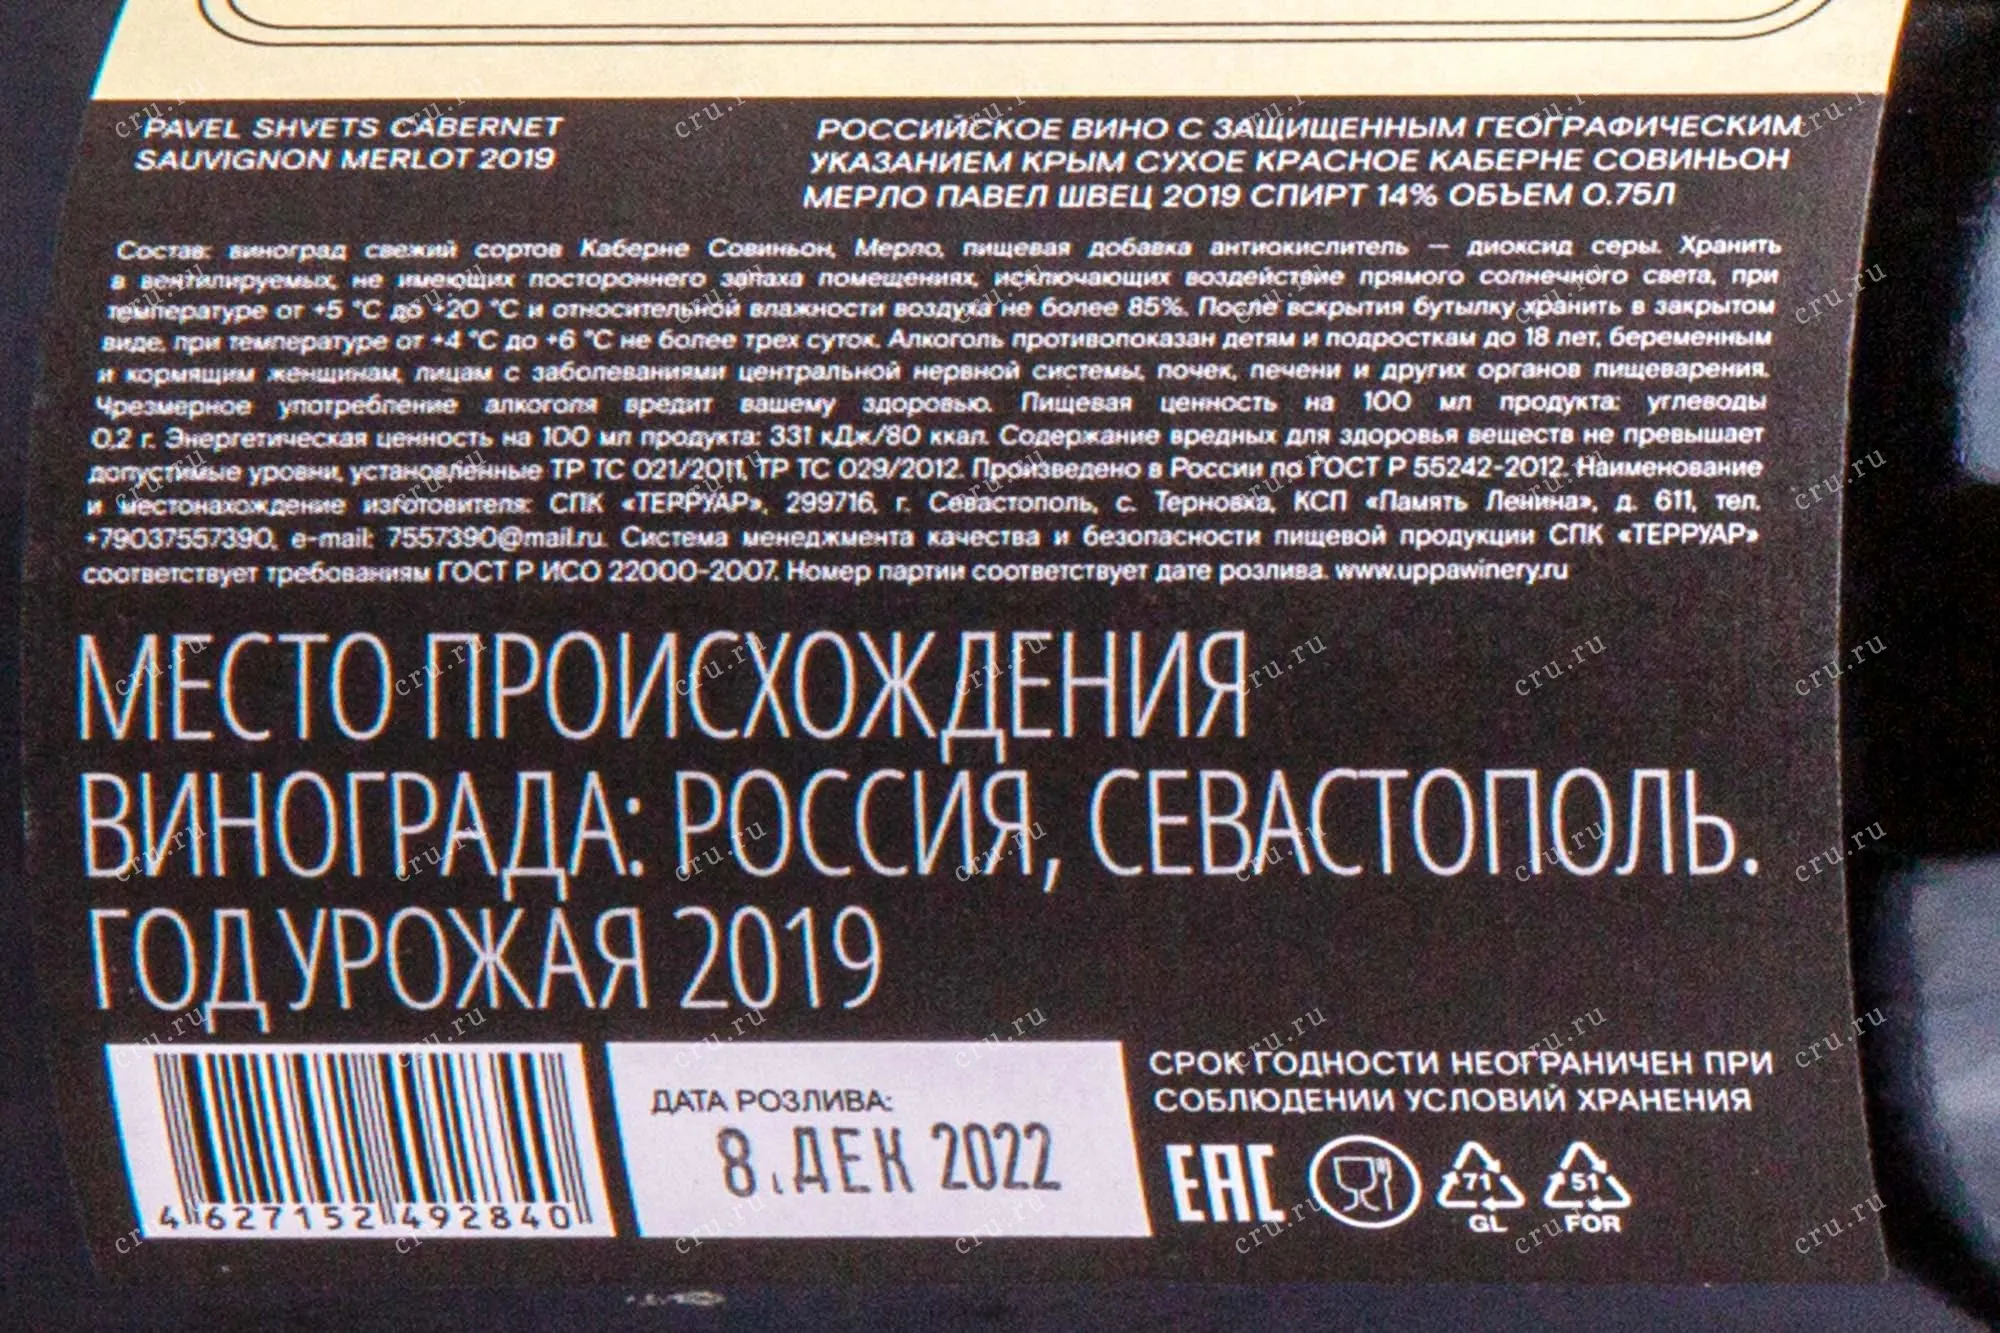 PAVEL SHVETS CABERNET
SAUVIGNON MERLOT 2019
РОССИЙСКОЕ ВИНО С ЗАЩИЩЕННЫМ ГЕОГРАФИЧЕСКИМ
УКАЗАНИЕМ КРЫМ СУХОЕ КРАСНОЕ КАБЕРНЕ СОВИНЬОН
МЕРЛО ПАВЕЛ ШВЕЦ 2019 СПИРТ 14% ОБЪЕМ 0.75Л
Состав: виноград свежий сортов Каберне Совиньон, Мерло, пищевая добавка антиокислитель — диоксид серы. Хранить
в вентилируемых, не имеющих постороннего запаха помещениях, исключающих воздействие прямого солнечного света, при
температуре от +5 °С до +20 °С и относительной влажности воздуха не более 85%. После вскрытия бутылку хранить в закрытом
виде, при температуре от +4 °С до +6 °С не более трех суток. Алкоголь противопоказан детям и подросткам до 18 лет, беременным
и кормящим женщинам, лицам с заболеваниями центральной нервной системы, почек, печени и других органов пищеварения.
Чрезмерное употребление алкоголя вредит вашему здоровью. Пищевая ценность на 100 мл продукта: углеводы
0,2 г. Энергетическая ценность на 100 мл продукта: 331 кДж/80 ккал. Содержание вредных для здоровья веществ не превышает
допустимые уровни, установленные ТР ТС 021/2011, ТР ТС 029/2012. Произведено в России по ГОСТ Р 55242-2012. Наименование
и местонахождение изготовителя: СПК «ТЕРРУАР», 299716, г. Севастополь, с. Терновка, КСП «Память Ленина», д. 611, тел.
+79037557390, e-mail: 7557390@mail.ru. Система менеджмента качества и безопасности пищевой продукции СПК «ТЕРРУАР»
соответствует требованиям ГОСТ Р ИСО 22000-2007. Номер партии соответствует дате розлива. www.uppawinery.ru
МЕСТО ПРОИСХОЖДЕНИЯ
ВИНОГРАДА: РОССИЯ, СЕВАСТОПОЛЬ.
ГОД УРОЖАЯ 2019
4 627152 492840
ДАТА РОЗЛИВА:
8. ДЕК 2022
СРОК ГОДНОСТИ НЕОГРАНИЧЕН ПРИ
СОБЛЮДЕНИИ УСЛОВИЙ ХРАНЕНИЯ
ЕАС
71
GL
51
FOR
cru.ru